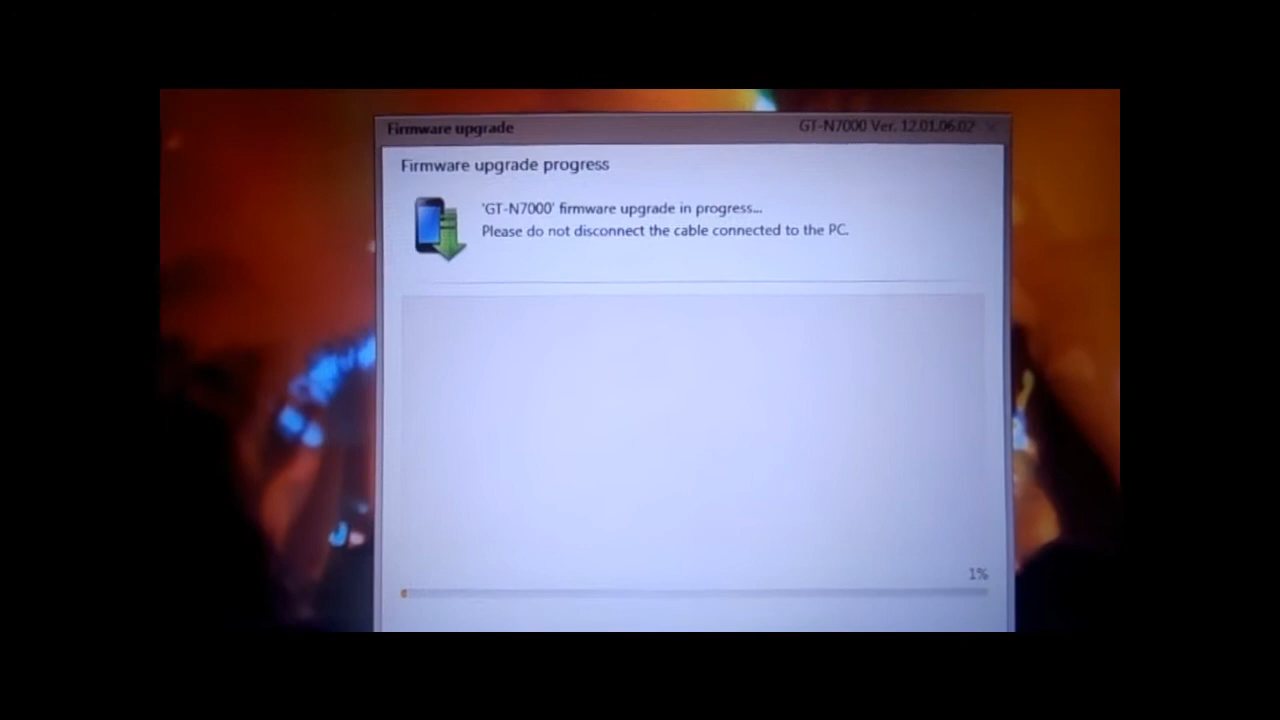 Firmware upgrade
GT-N7000 Ver. 12.01.06.02
Firmware upgrade progress
'GT-N7000' firmware upgrade in progress...
Please do not disconnect the cable connected to the PC.
1%